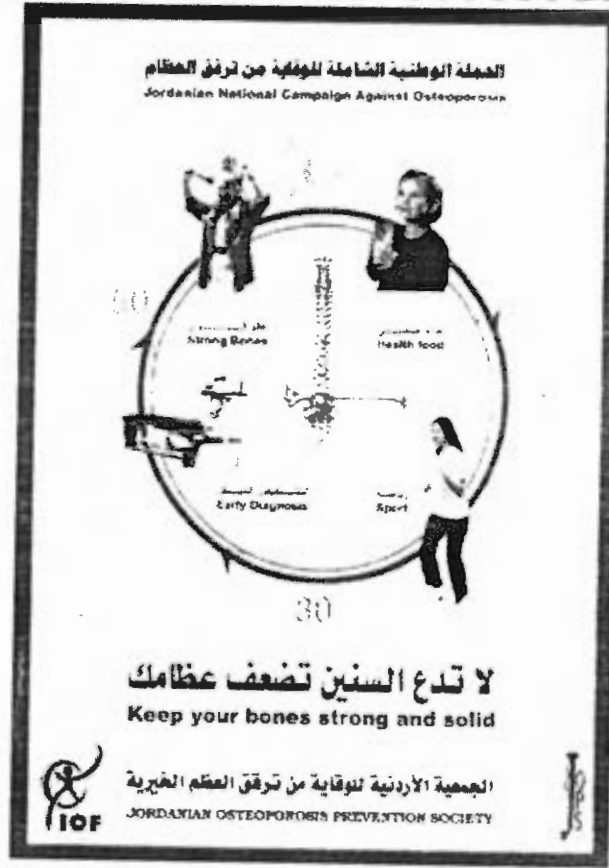 الحملة الوطنية الشاملة للوقاية من ترقق العظام
Jordanian National Campaign Against Osteoporosis
Strong Bones
Health food
Early Diagnosis
Sport
30
لا تدع السنين تضعف عظامك
Keep your bones strong and solid
الجمعية الأردنية للوقاية من ترقق العظم الخيرية
IOF
JORDANIAN OSTEOPOROSIS PREVENTION SOCIETY